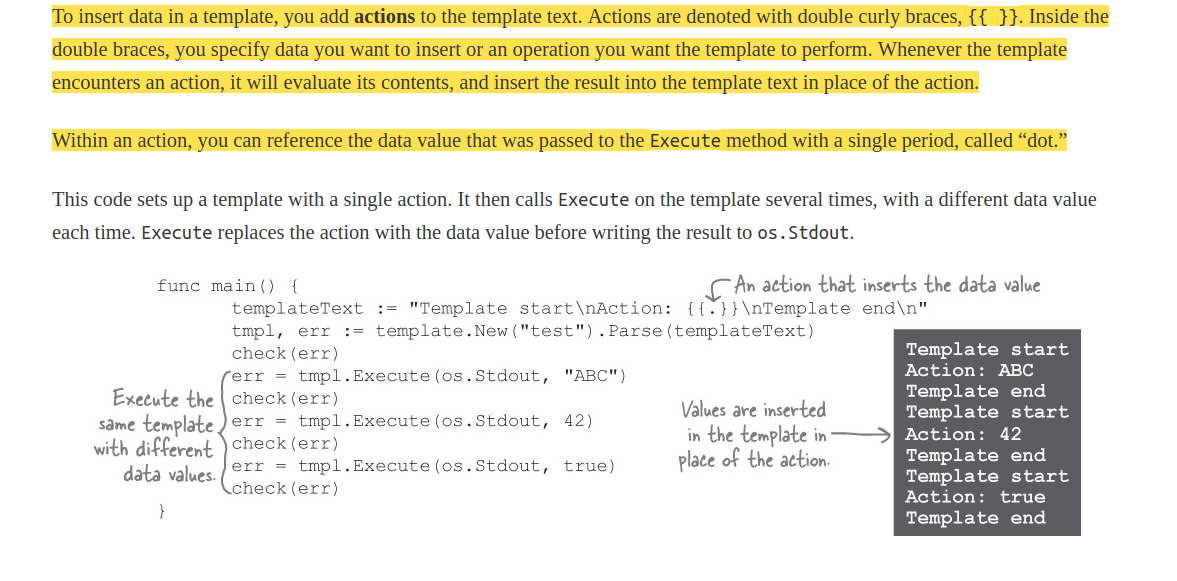 To insert data in a template, you add actions to the template text. Actions are denoted with double curly braces, {{ }}. Inside the
double braces, you specify data you want to insert or an operation you want the template to perform. Whenever the template
encounters an action, it will evaluate its contents, and insert the result into the template text in place of the action.
Within an action, you can reference the data value that was passed to the Execute method with a single period, called “dot.”
This code sets up a template with a single action. It then calls Execute on the template several times, with a different data value
each time. Execute replaces the action with the data value before writing the result to os.Stdout.
func main() {
An action that inserts the data value
templateText := "Template start\nAction: {{.}}\nTemplate end\n"
tmpl, err := template.New("test").Parse(templateText)
check(err)
err = tmpl.Execute(os.Stdout, "ABC")
check(err)
err = tmpl.Execute(os.Stdout, 42)
check(err)
err = tmpl.Execute(os.Stdout, true)
check(err)
}
Execute the
same template
with different
data values.
Values are inserted
in the template in
place of the action.
Template start
Action: ABC
Template end
Template start
Action: 42
Template end
Template start
Action: true
Template end